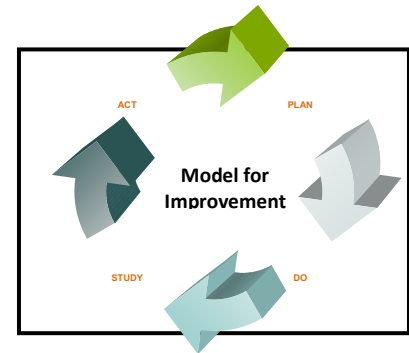 ACT
PLAN
Model for
Improvement
STUDY
DO